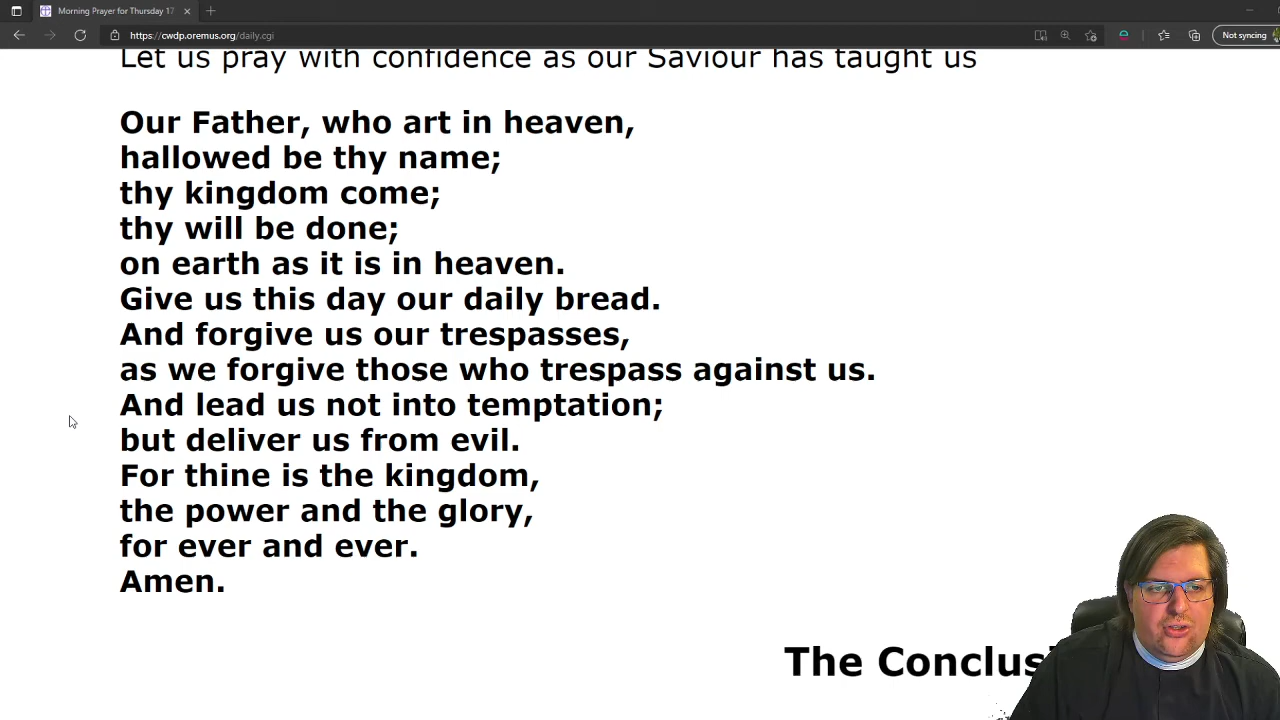 Morning Prayer for Thursday 17
https://cwdp.oremus.org/daily.cgi
Not syncing
Let us pray with confidence as our Saviour has taught us
Our Father, who art in heaven,
hallowed be thy name;
thy kingdom come;
thy will be done;
on earth as it is in heaven.
Give us this day our daily bread.
And forgive us our trespasses,
as we forgive those who trespass against us.
And lead us not into temptation;
but deliver us from evil.
For thine is the kingdom,
the power and the glory,
for ever and ever.
Amen.
The Conclus